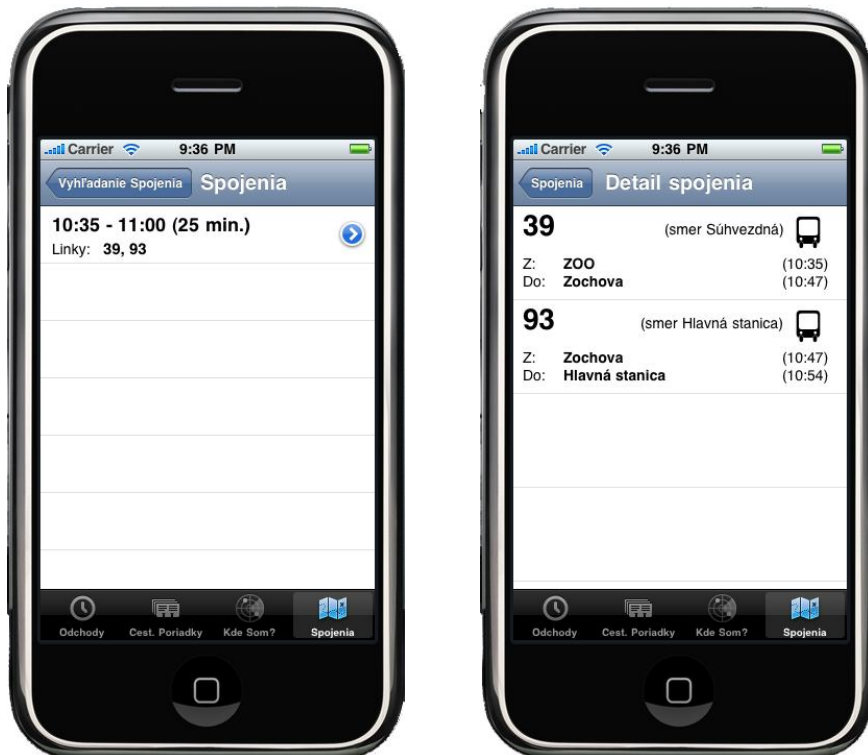 Carrier 9:36 PM
Vyhľadanie Spojenia Spojenia
10:35 - 11:00 (25 min.)
Linky: 39, 93
Odchody Cest. Poriadky Kde Som? Spojenia
Carrier 9:36 PM
Spojenia Detail spojenia
39 (smer Súhvezdná)
Z: ZOO (10:35)
Do: Zochova (10:47)
93 (smer Hlavná stanica)
Z: Zochova (10:47)
Do: Hlavná stanica (10:54)
Odchody Cest. Poriadky Kde Som? Spojenia